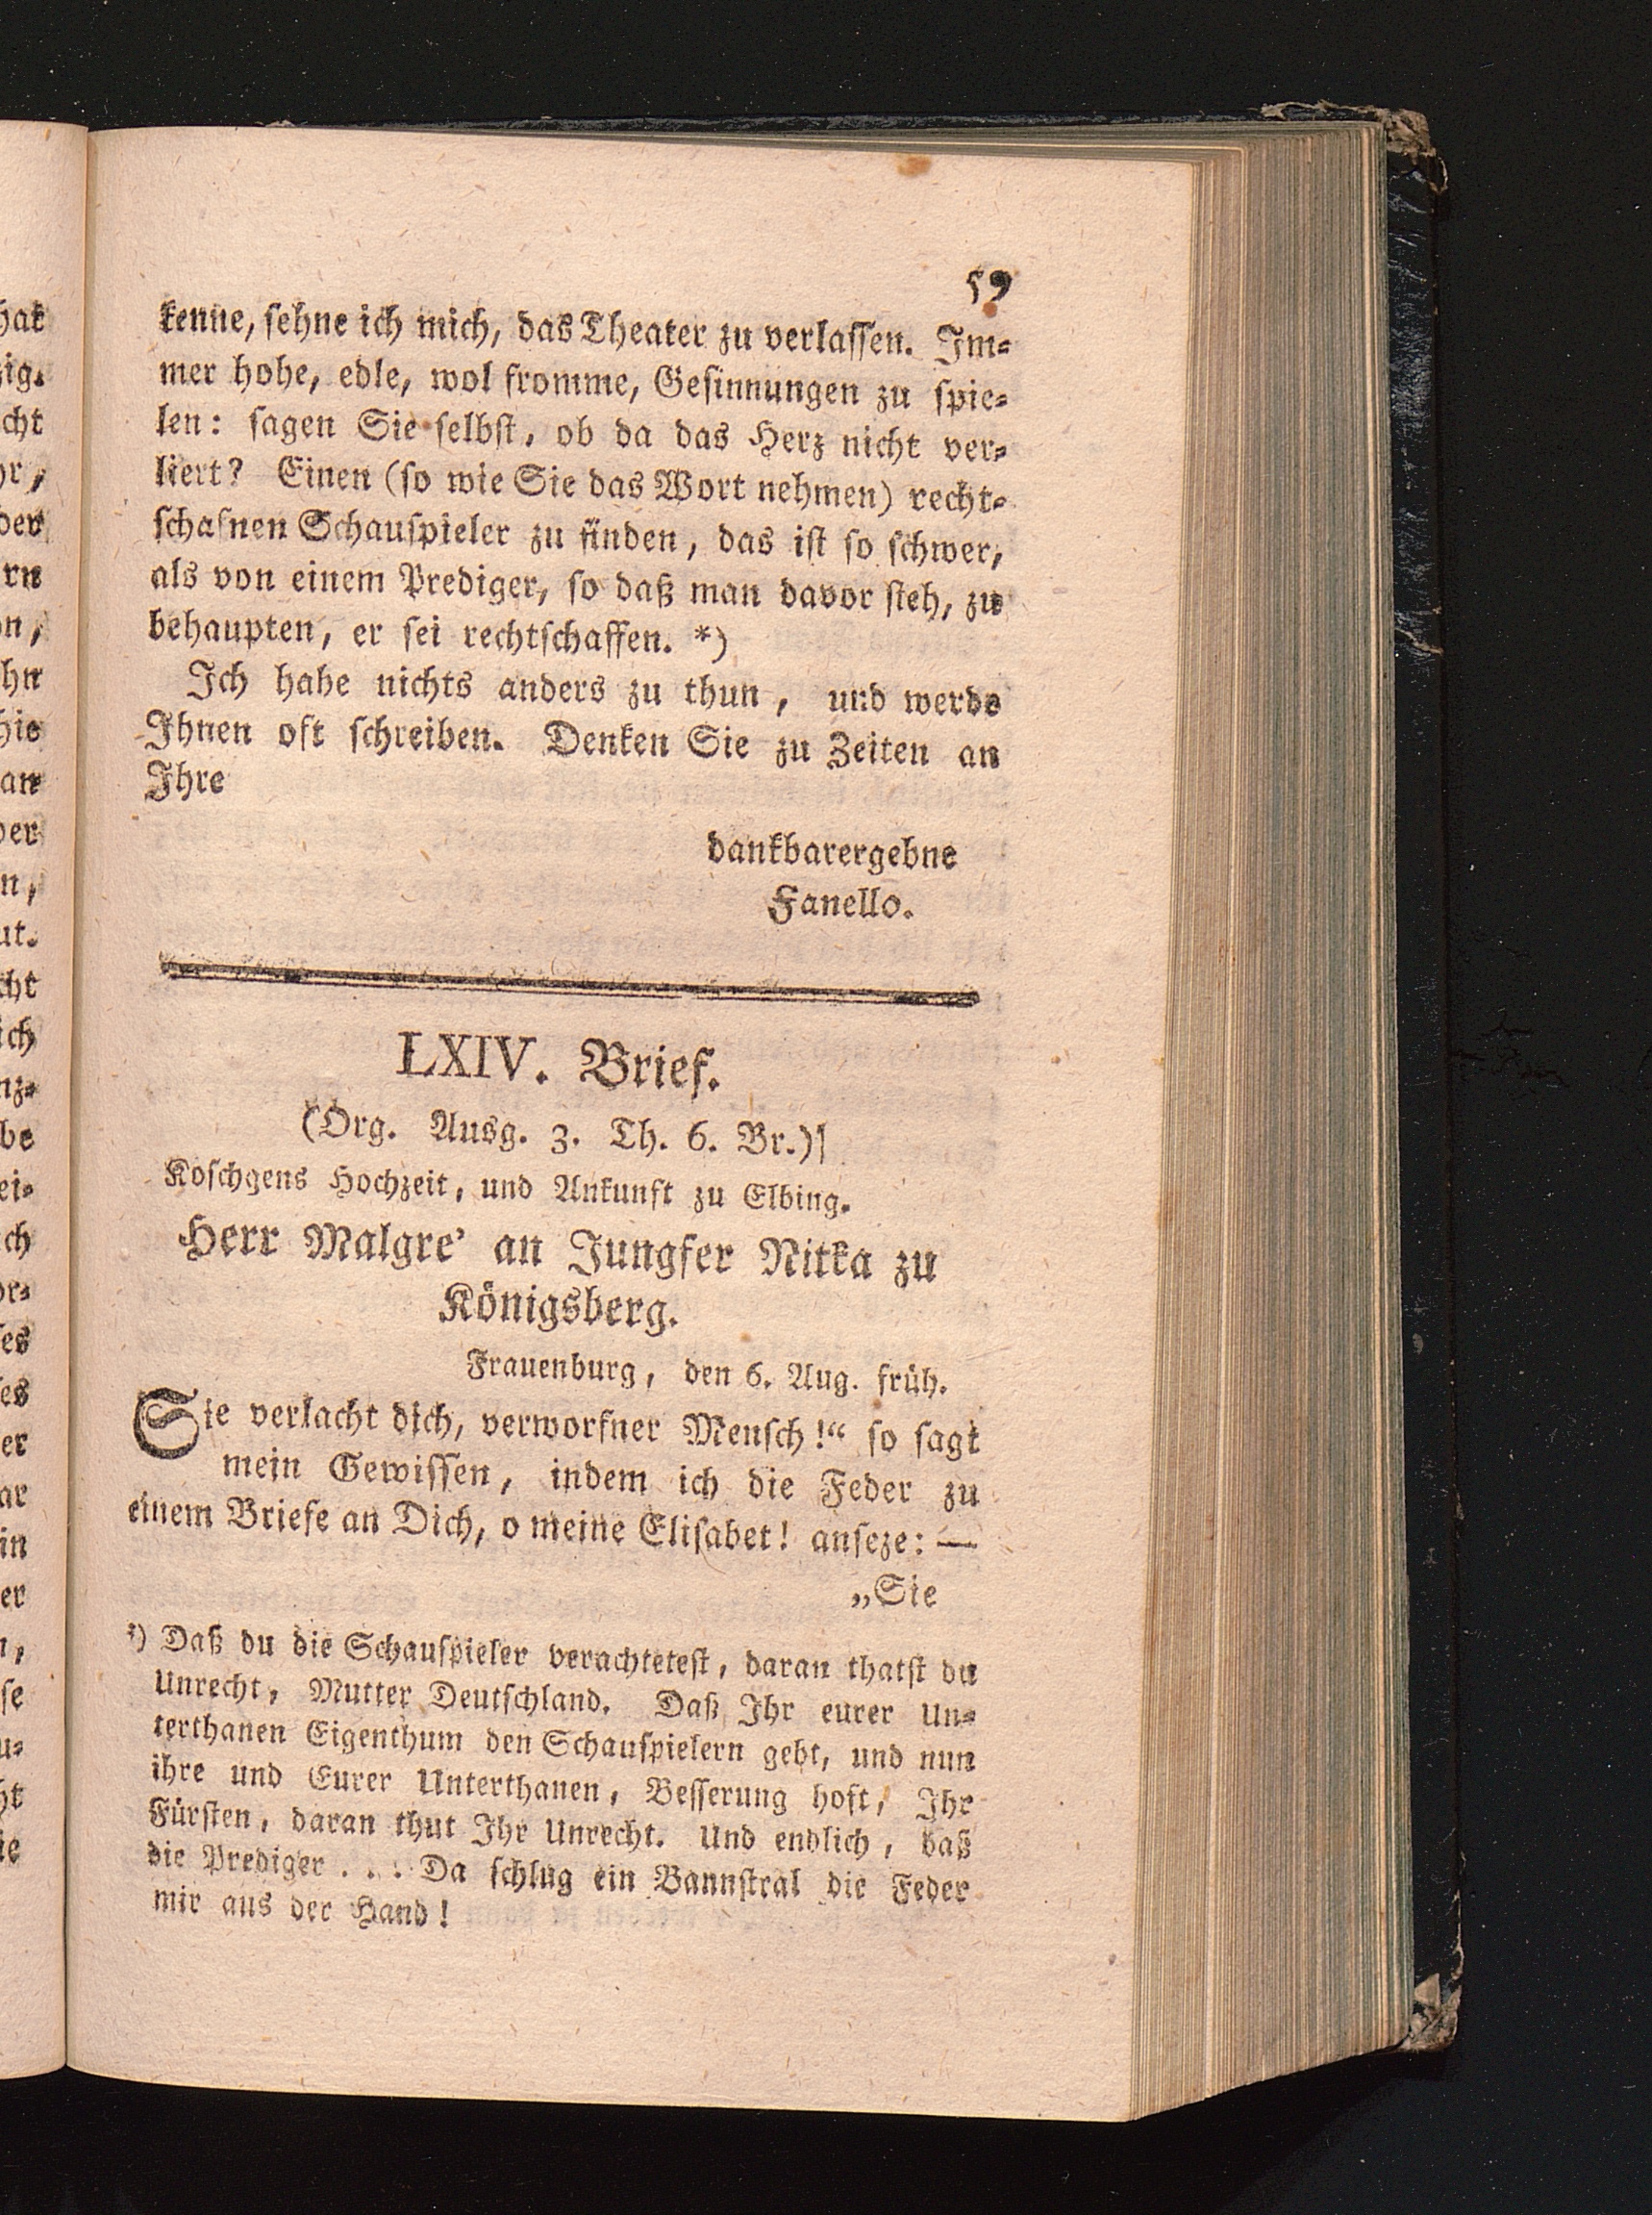 59
kenne, ſehne ich mich, das Theater zu verlaſſen. Im⸗
mer hohe, edle, wol fromme, Geſinnungen zu ſpie⸗
len: ſagen Sie ſelbſt, ob da das Herz nicht ver⸗
liert? Einen (ſo wie Sie das Wort nehmen) recht⸗
ſchafnen Schauſpieler zu finden, das iſt ſo ſchwer,
als von einem Prediger, ſo daß man davor ſteh, zu
behaupten, er ſei rechtſchaffen. *)
Ich habe nichts anders zu thun, und werde
Ihnen oft ſchreiben. Denken Sie zu Zeiten an
Ihre
dankbarergebne
Fanello.
LXIV. Brief.
(Org. Ausg. 3. Th. 6. Br.)
Koſchgens Hochzeit, und Ankunft zu Elbing.
Herr Malgre' an Jungfer Nitka zu
Königsberg.
Frauenburg, den 6. Aug. früh.
Sie verlacht dich, verworfner Menſch!“ ſo ſagt
mein Gewiſſen, indem ich die Feder zu
einem Briefe an Dich, o meine Eliſabet! anſeze: —
„Sie
*) Daß du die Schauſpieler verachteteſt, daran thatſt du
Unrecht, Mutter Deutſchland. Daß Ihr eurer Un⸗
terthanen Eigenthum den Schauſpielern gebt, und nun
ihre und Eurer Unterthanen, Beſſerung hoft, Ihr
Fürſten, daran thut Ihr Unrecht. Und endlich, daß
die Prediger . . . Da ſchlug ein Bannſtral die Feder
mir aus der Hand!